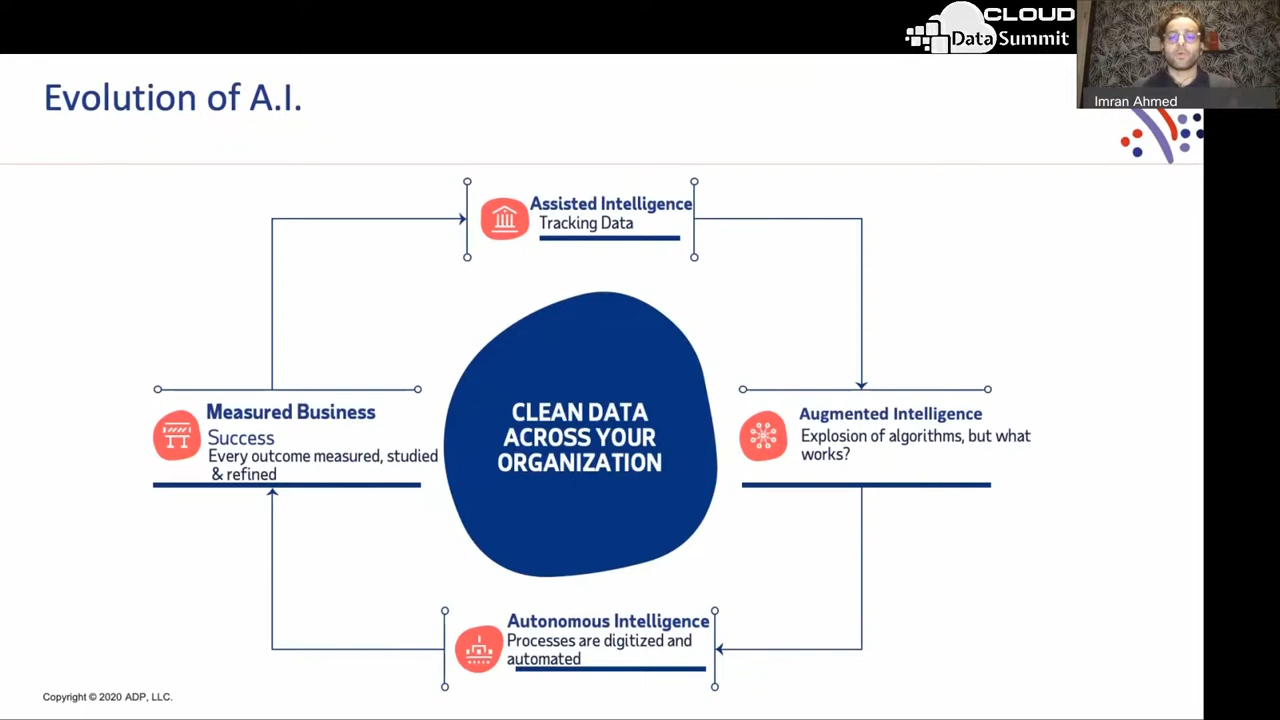 CLOUD
Data Summit
Imran Ahmed
Evolution of A.I.
Assisted Intelligence
Tracking Data
Measured Business
Success
Every outcome measured, studied
& refined
CLEAN DATA
ACROSS YOUR
ORGANIZATION
Augmented Intelligence
Explosion of algorithms, but what
works?
Autonomous Intelligence
Processes are digitized and
automated
Copyright © 2020 ADP, LLC.